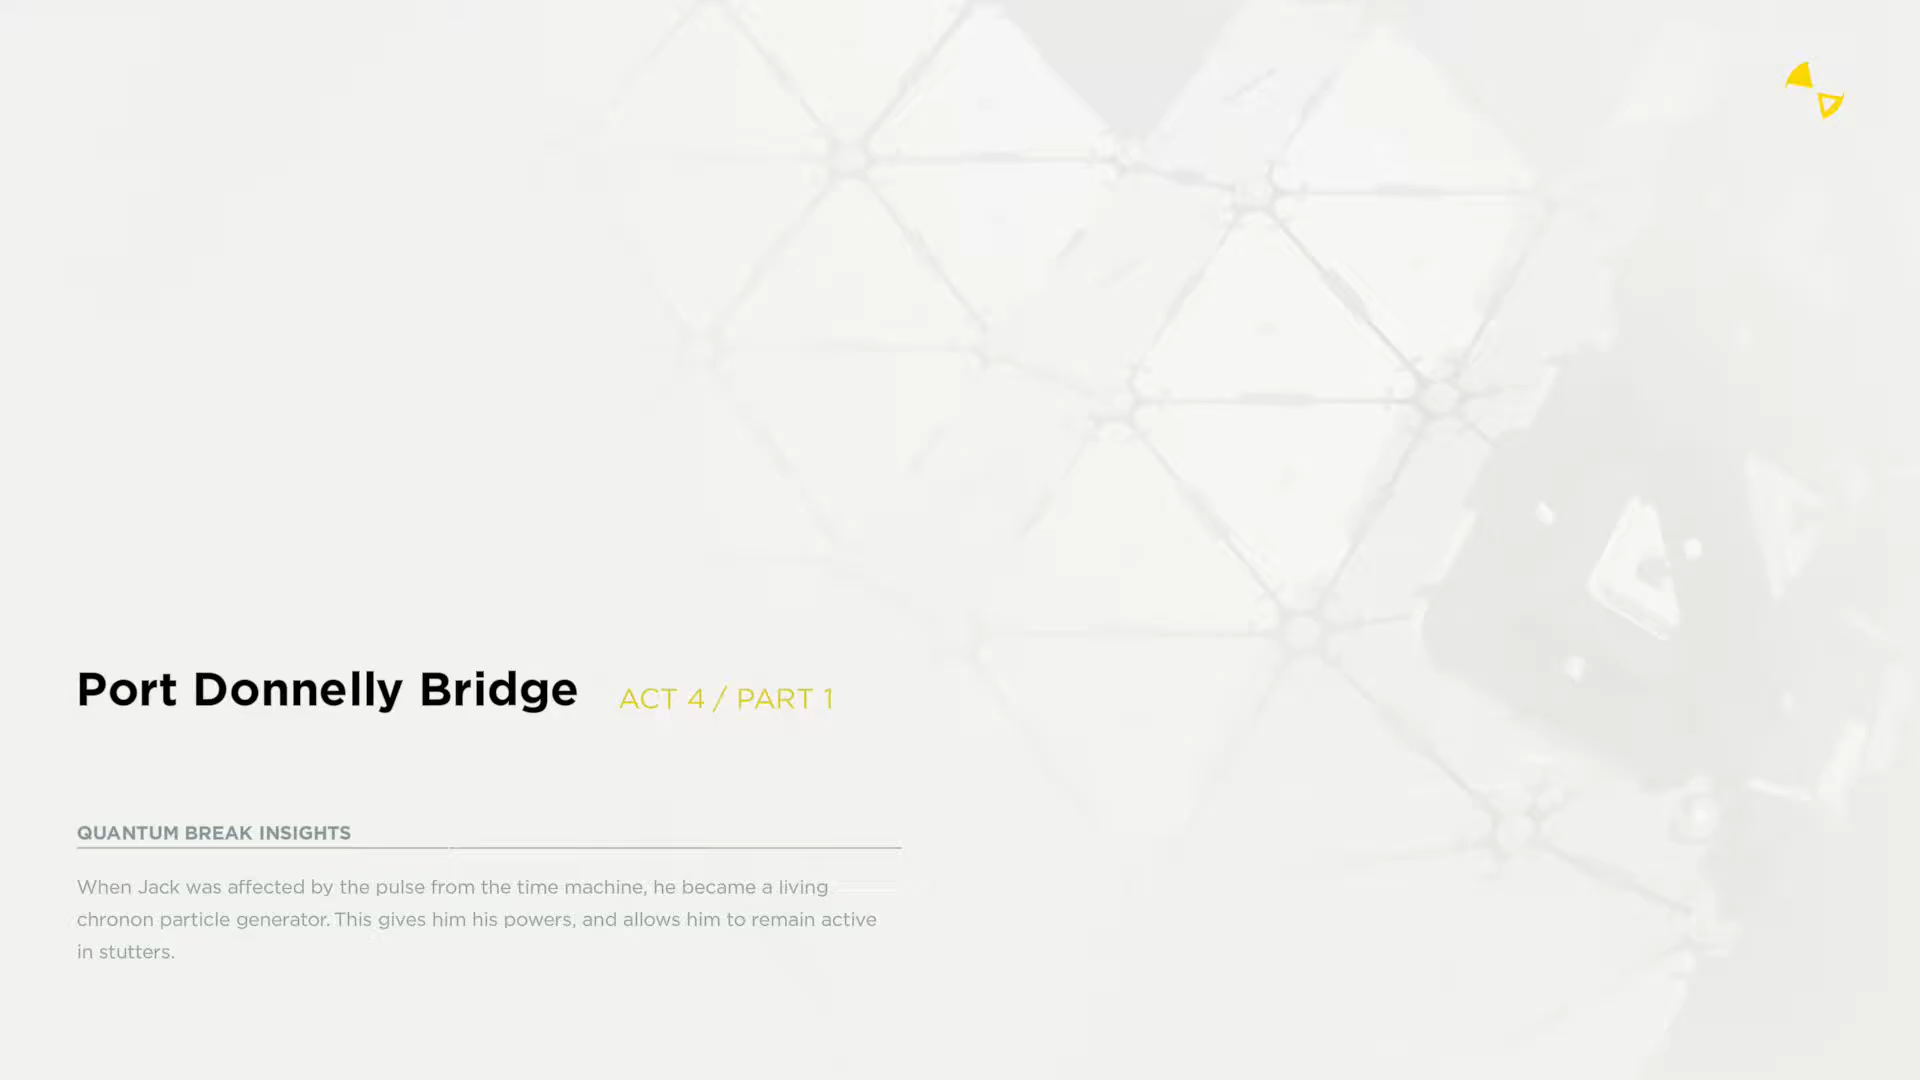 Port Donnelly Bridge ACT 4 / PART 1
QUANTUM BREAK INSIGHTS
When Jack was affected by the pulse from the time machine, he became a living
chronon particle generator. This gives him his powers, and allows him to remain active
in stutters.